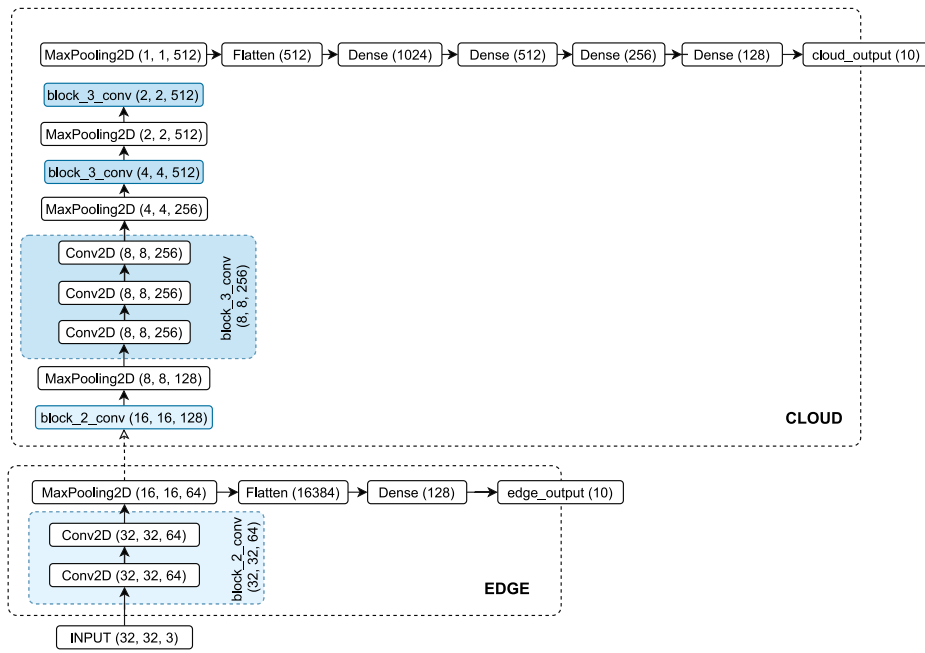 MaxPooling2D (1, 1, 512)
Flatten (512)
Dense (1024)
Dense (512)
Dense (256)
Dense (128)
cloud_output (10)
block_3_conv (2, 2, 512)
MaxPooling2D (2, 2, 512)
block_3_conv (4, 4, 512)
MaxPooling2D (4, 4, 256)
Conv2D (8, 8, 256)
Conv2D (8, 8, 256)
Conv2D (8, 8, 256)
block_3_conv
(8, 8, 256)
MaxPooling2D (8, 8, 128)
block_2_conv (16, 16, 128)
CLOUD
MaxPooling2D (16, 16, 64)
Flatten (16384)
Dense (128)
edge_output (10)
Conv2D (32, 32, 64)
Conv2D (32, 32, 64)
block_2_conv
(32, 32, 64)
EDGE
INPUT (32, 32, 3)